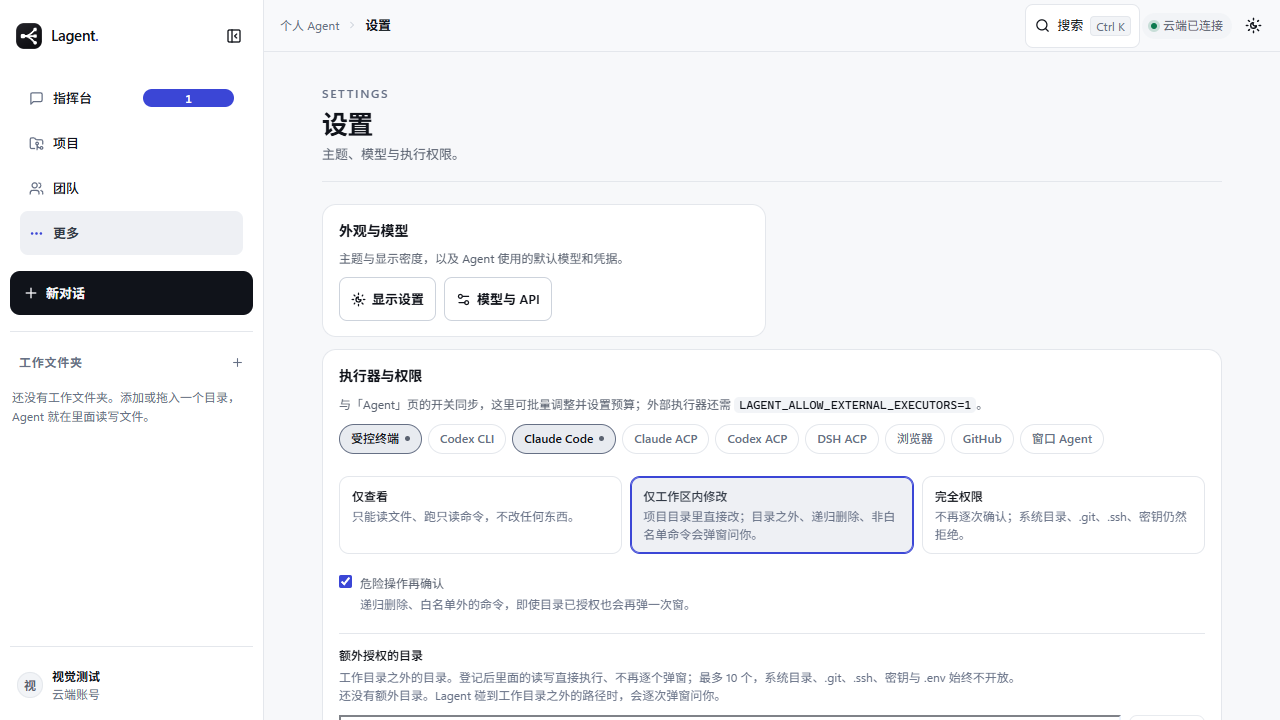 Lagent.
指挥台
1
项目
团队
更多
新对话
工作文件夹
还没有工作文件夹。添加或拖入一个目录，
Agent 就在里面读写文件。
视
视觉测试
云端账号
个人 Agent
设置
搜索 Ctrl K
云端已连接
SETTINGS
设置
主题、模型与执行权限。
外观与模型
主题与显示密度，以及 Agent 使用的默认模型和凭据。
显示设置
模型与 API
执行器与权限
与「Agent」页的开关同步，这里可批量调整并设置预算；外部执行器还需 LAGENT_ALLOW_EXTERNAL_EXECUTORS=1 。
受控终端
Codex CLI
Claude Code
Claude ACP
Codex ACP
DSH ACP
浏览器
GitHub
窗口 Agent
仅查看
只能读文件、跑只读命令，不改任何东西。
仅工作区内修改
项目目录里直接改；目录之外、递归删除、非白
名单命令会弹窗问你。
完全权限
不再逐次确认；系统目录、.git、.ssh、密钥仍然
拒绝。
危险操作再确认
递归删除、白名单外的命令，即使目录已授权也会再弹一次窗。
额外授权的目录
工作目录之外的目录。登记后里面的读写直接执行、不再逐个弹窗；最多 10 个，系统目录、.git、.ssh、密钥与 .env 始终不开放。
还没有额外目录。Lagent 碰到工作目录之外的路径时，会逐次弹窗问你。